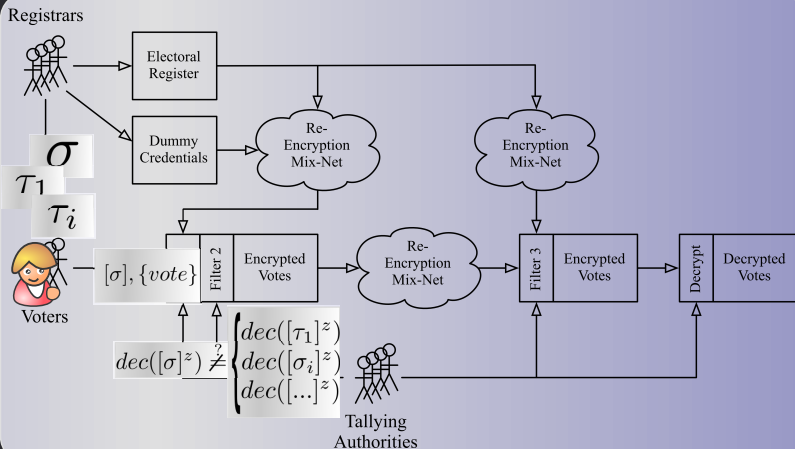 Registrars
Electoral
Register
Dummy
Credentials
Re-
Encryption
Mix-Net
Re-
Encryption
Mix-Net
σ
τ1
τi
Voters
[σ], {vote}
Filter 2
Encrypted
Votes
Re-
Encryption
Mix-Net
Filter 3
Encrypted
Votes
Decrypt
Decrypted
Votes
dec([σ]^z) ≠^?
dec([τ1]^z)
dec([σi]^z)
dec([...]^z)
Tallying
Authorities